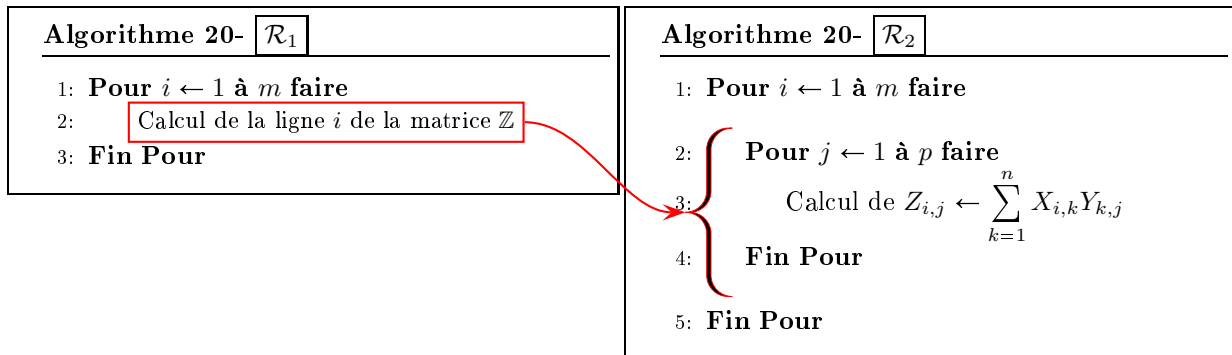 Algorithme 20- R₁
1: Pour i ← 1 à m faire
2: Calcul de la ligne i de la matrice ℤ
3: Fin Pour
Algorithme 20- R₂
1: Pour i ← 1 à m faire
2: Pour j ← 1 à p faire
3: Calcul de Z_{i,j} ← \sum_{k=1}^{n} X_{i,k}Y_{k,j}
4: Fin Pour
5: Fin Pour